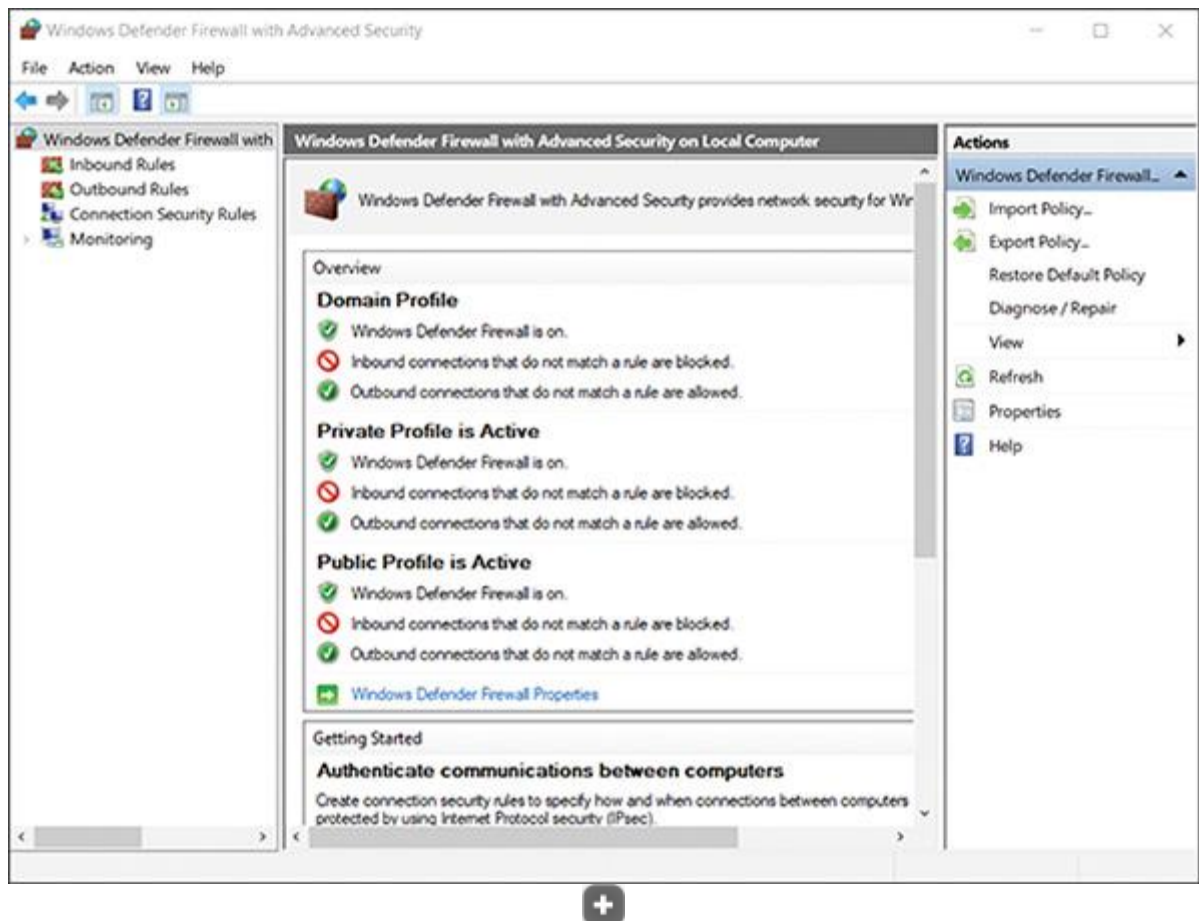 Windows Defender Firewall with Advanced Security
File Action View Help
Windows Defender Firewall with
Inbound Rules
Outbound Rules
Connection Security Rules
Monitoring
Windows Defender Firewall with Advanced Security on Local Computer
Windows Defender Firewall with Advanced Security provides network security for Wir
Overview
Domain Profile
Windows Defender Firewall is on.
Inbound connections that do not match a rule are blocked.
Outbound connections that do not match a rule are allowed.
Private Profile is Active
Windows Defender Firewall is on.
Inbound connections that do not match a rule are blocked.
Outbound connections that do not match a rule are allowed.
Public Profile is Active
Windows Defender Firewall is on.
Inbound connections that do not match a rule are blocked.
Outbound connections that do not match a rule are allowed.
Windows Defender Firewall Properties
Getting Started
Authenticate communications between computers
Create connection security rules to specify how and when connections between computers
protected by using Internet Protocol security (IPsec).
Actions
Windows Defender Firewall...
Import Policy...
Export Policy...
Restore Default Policy
Diagnose / Repair
View
Refresh
Properties
Help